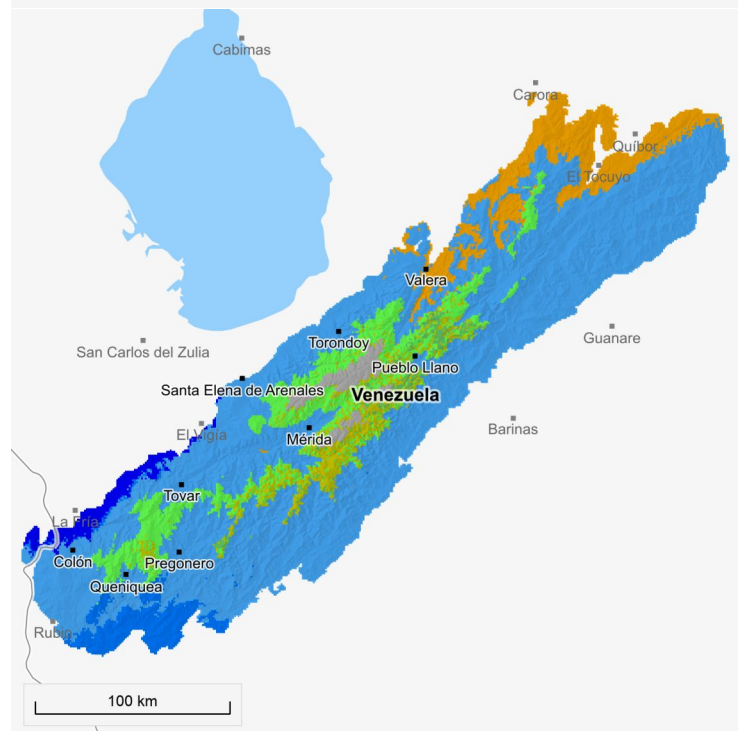 Cabimas
Carora
Quíbor
El Tocuyo
Valera
Guanare
Torondoy
San Carlos del Zulia
Pueblo Llano
Santa Elena de Arenales
Venezuela
Barinas
El Vigía
Mérida
Tovar
La Fría
Colón
Pregonero
Queniquea
Rubio
100 km